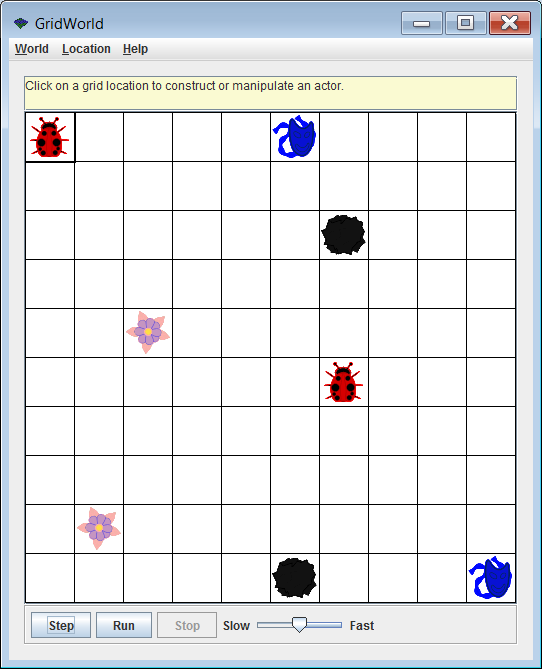 GridWorld
World Location Help
Click on a grid location to construct or manipulate an actor.
Step Run Stop Slow Fast